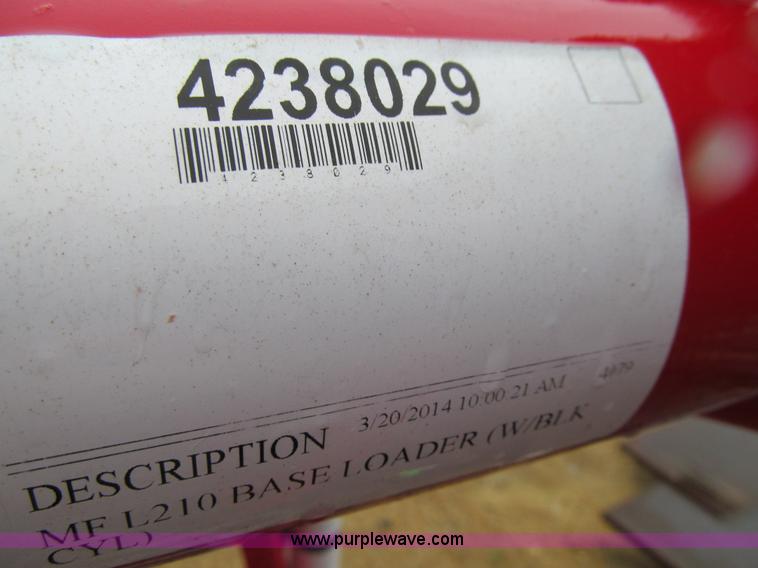 4238029
4238029
3/20/2014 10:00:21 AM 4079
DESCRIPTION
MF L210 BASE LOADER (W/BLK
CYL)
www.purplewave.com